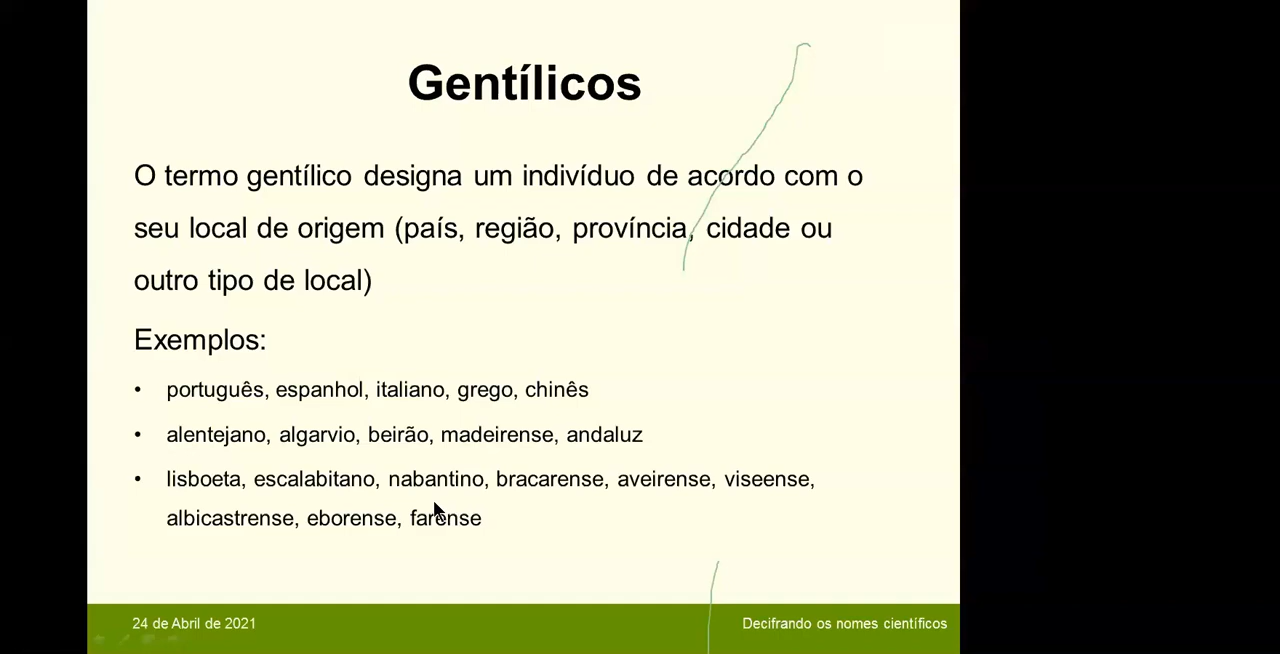 Gentílicos
O termo gentílico designa um indivíduo de acordo com o
seu local de origem (país, região, província, cidade ou
outro tipo de local)
Exemplos:
• português, espanhol, italiano, grego, chinês
• alentejano, algarvio, beirão, madeirense, andaluz
• lisboeta, escalabitano, nabantino, bracarense, aveirense, viseense,
albicastrense, eborense, farense
24 de Abril de 2021
Decifrando os nomes científicos